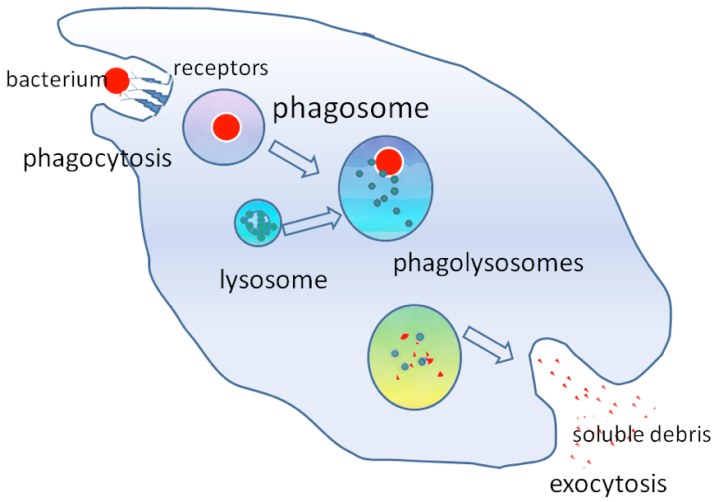 receptors
bacterium
phagosome
phagocytosis
lysosome
phagolysosomes
soluble debris
exocytosis